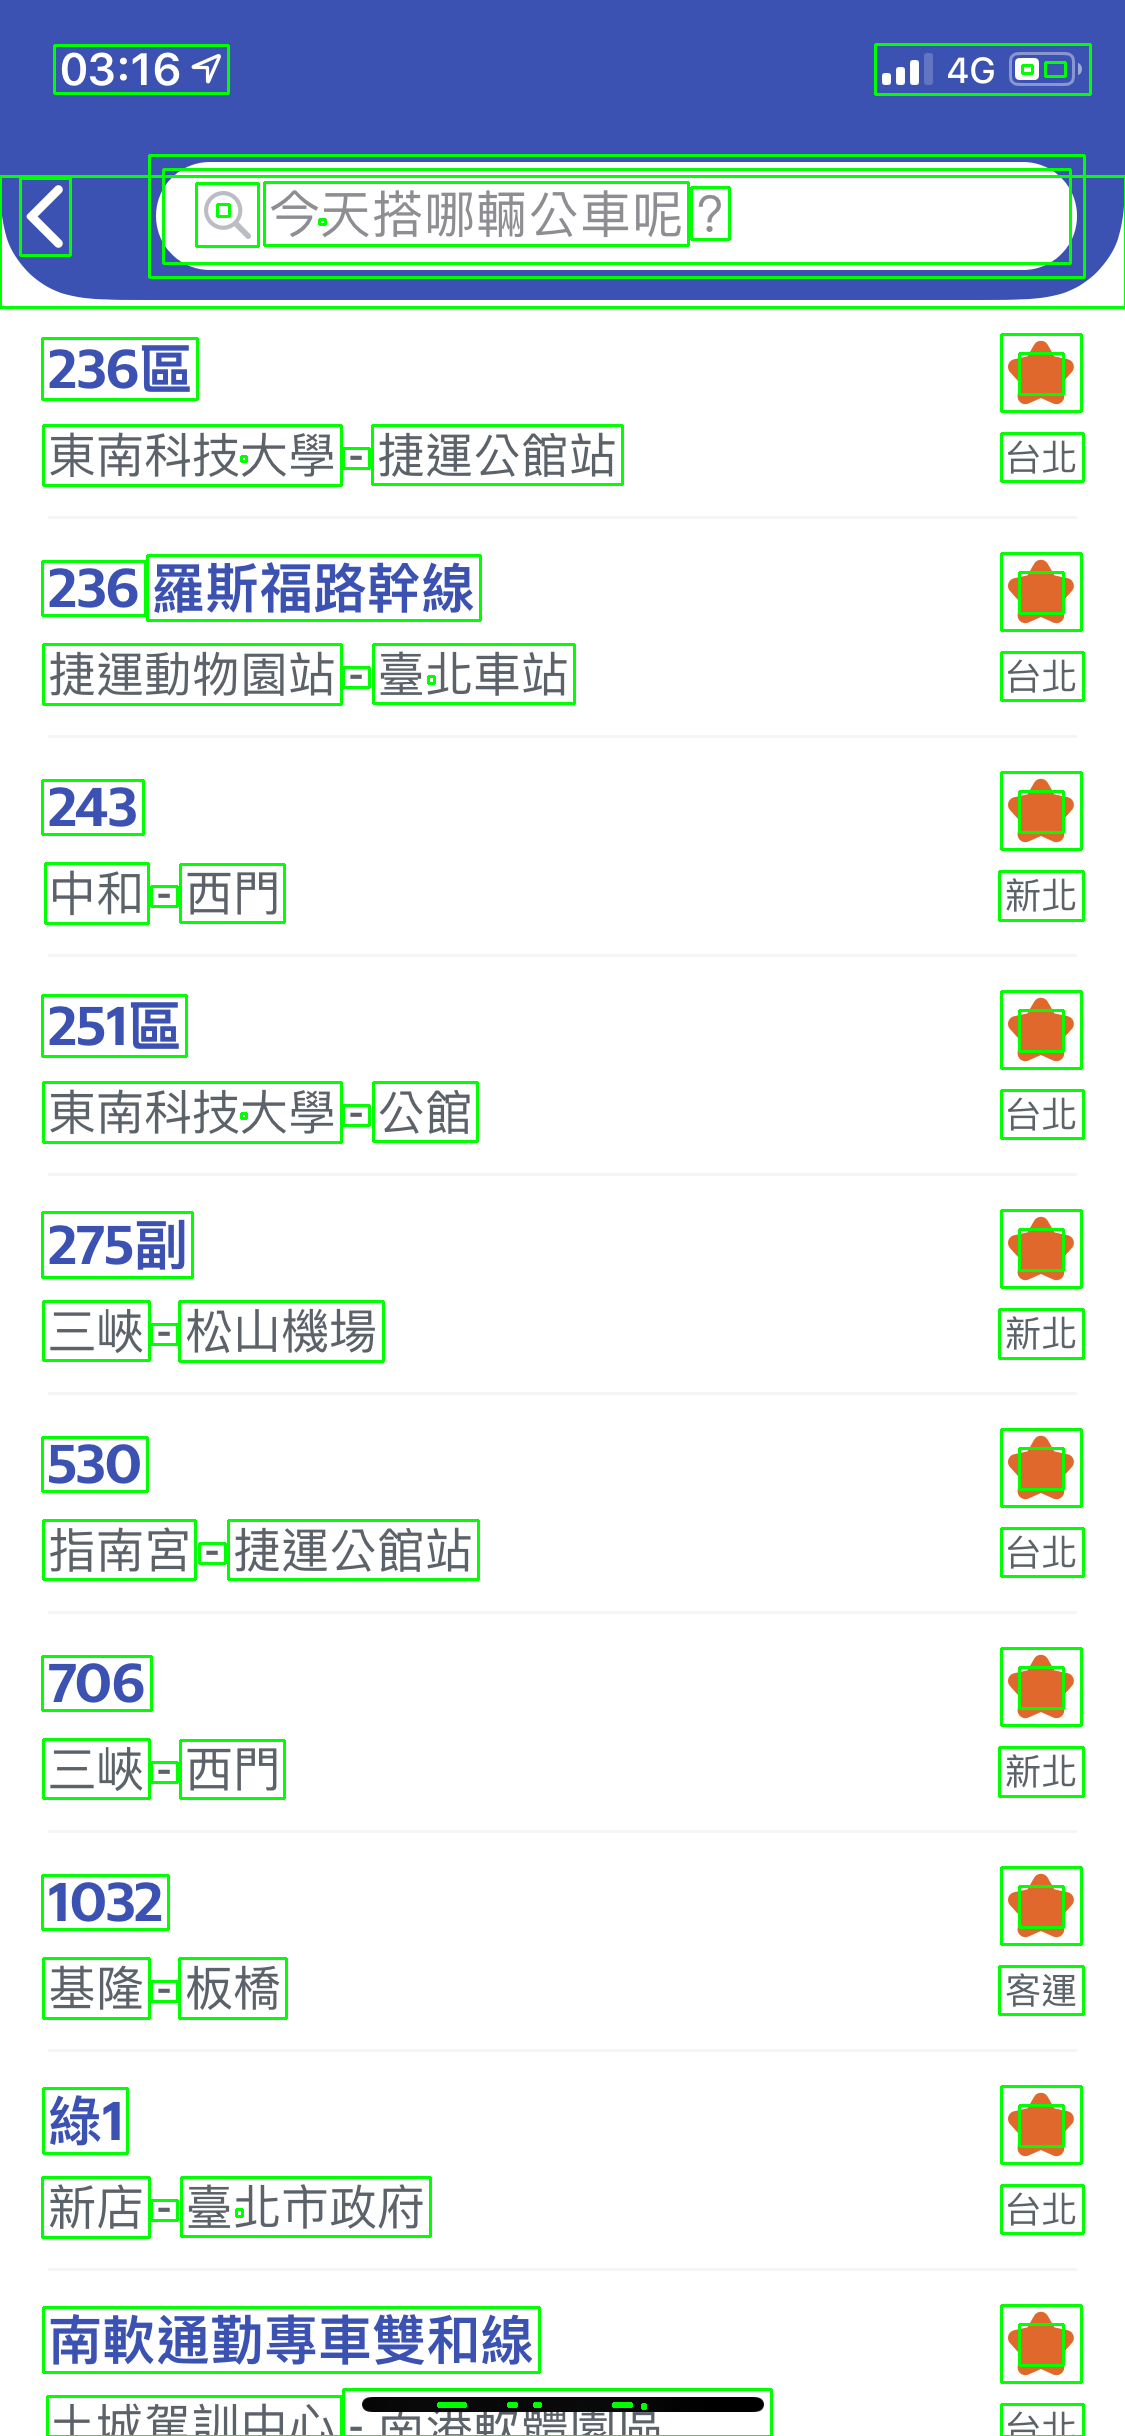 03:16 4G
今天搭哪輛公車呢?
236區
東南科技大學 - 捷運公館站 台北
236羅斯福路幹線
捷運動物園站 - 臺北車站 台北
243
中和 - 西門 新北
251區
東南科技大學 - 公館 台北
275副
三峽 - 松山機場 新北
530
指南宮 - 捷運公館站 台北
706
三峽 - 西門 新北
1032
基隆 - 板橋 客運
綠1
新店 - 臺北市政府 台北
南軟通勤專車雙和線
土城駕訓中心 - 南港軟體園區 台北